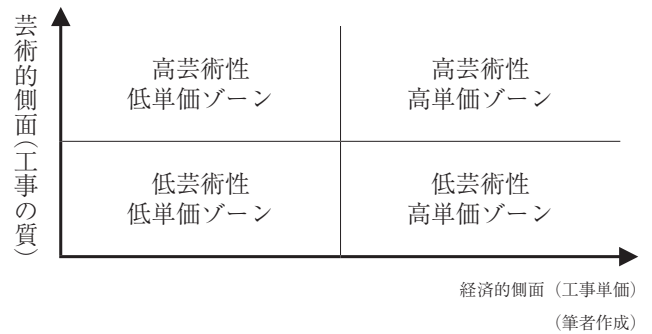 芸術的側面（工事の質）
高芸術性
低単価ゾーン
高芸術性
高単価ゾーン
低芸術性
低単価ゾーン
低芸術性
高単価ゾーン
経済的側面（工事単価）
（筆者作成）